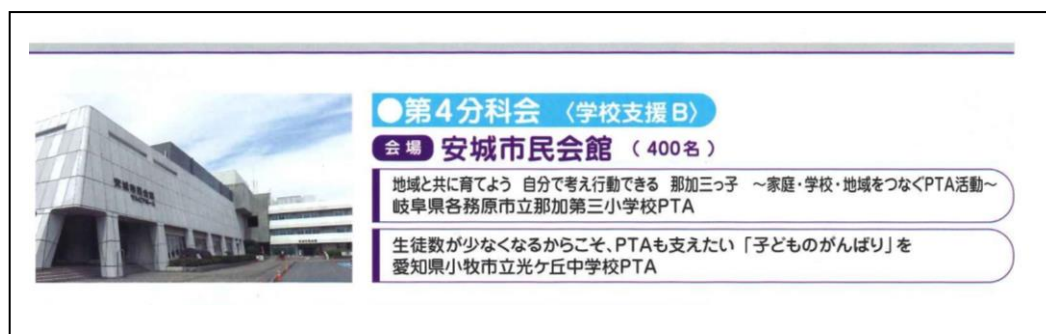 ●第4分科会 〈学校支援B〉
会場 安城市民会館 （400名）
地域と共に育てよう 自分で考え行動できる 那加三っ子 ～家庭・学校・地域をつなぐPTA活動～
岐阜県各務原市立那加第三小学校PTA
生徒数が少なくなるからこそ、PTAも支えたい 「子どものがんばり」を
愛知県小牧市立光ケ丘中学校PTA
安城市民会館